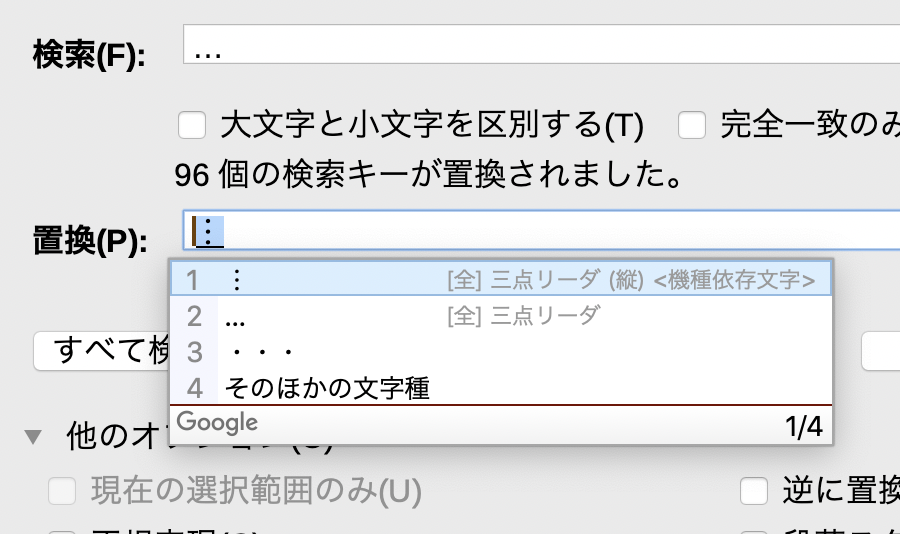 検索(F):
…
大文字と小文字を区別する(T)
完全一致のみ
96 個の検索キーが置換されました。
置換(P):
︙
1 ︙ [全] 三点リーダ (縦) <機種依存文字>
2 … [全] 三点リーダ
3 ・・・
4 そのほかの文字種
Google 1/4
すべて検
他のオ
現在の選択範囲のみ(U)
逆に置換